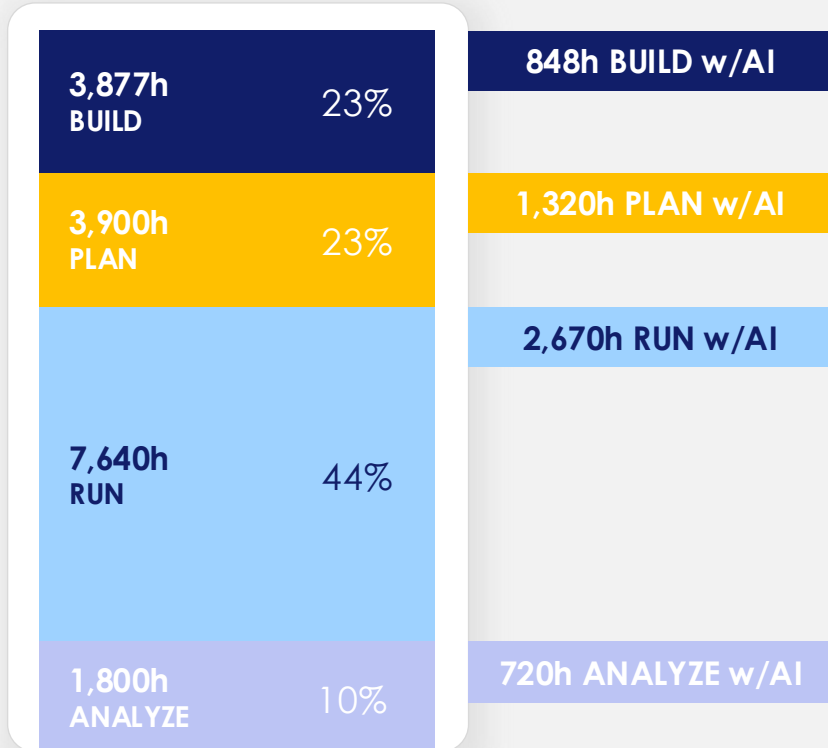 3,877h
BUILD
23%
848h BUILD w/AI
3,900h
PLAN
23%
1,320h PLAN w/AI
7,640h
RUN
44%
2,670h RUN w/AI
1,800h
ANALYZE
10%
720h ANALYZE w/AI